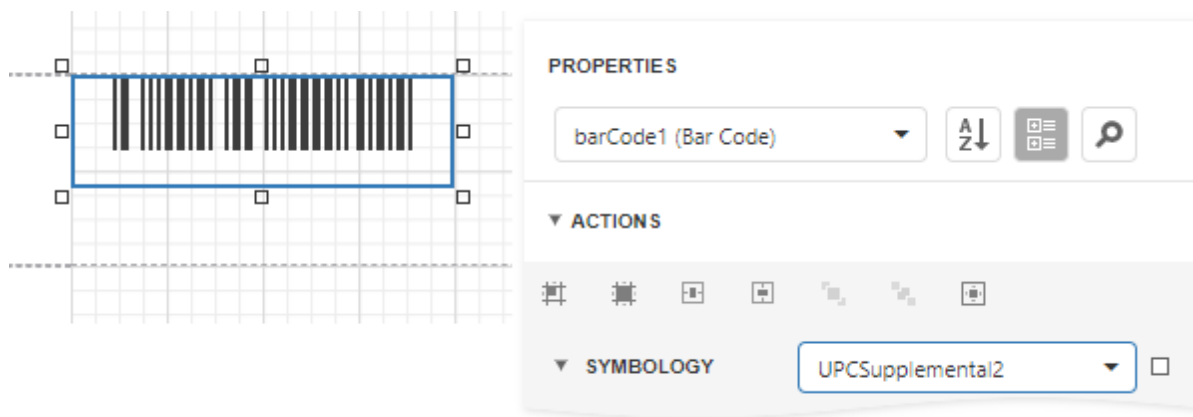 PROPERTIES
barCode1 (Bar Code)
A
Z
ACTIONS
SYMBOLOGY
UPCSupplemental2